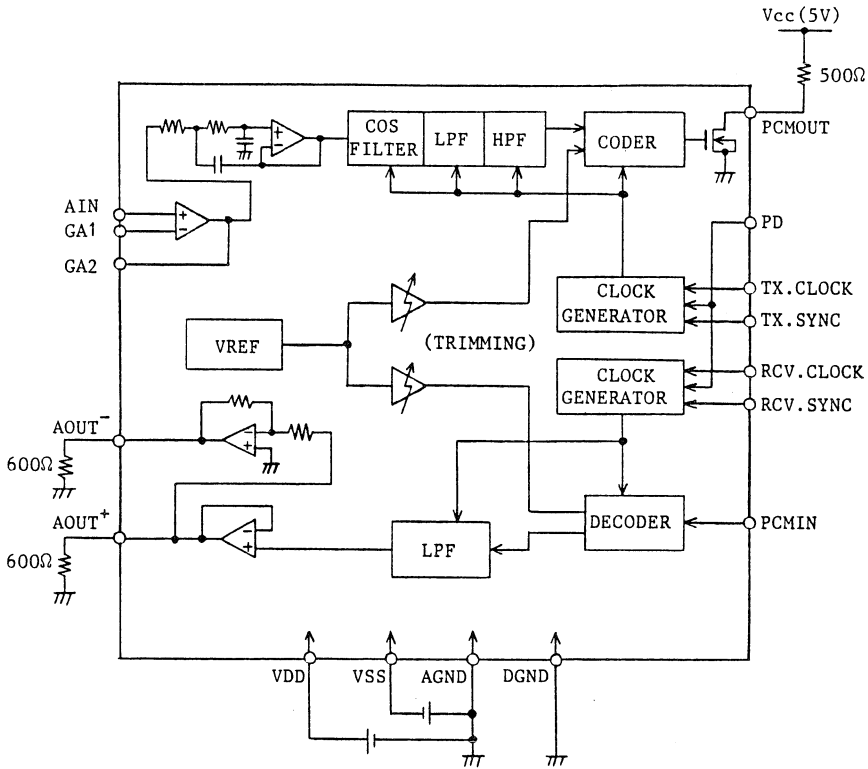 Vcc(5V)
500Ω
PCMOUT
COS
FILTER
LPF
HPF
CODER
+
-
AIN
GA1
GA2
+
-
PD
CLOCK
GENERATOR
TX.CLOCK
TX.SYNC
VREF
(TRIMMING)
CLOCK
GENERATOR
RCV.CLOCK
RCV.SYNC
AOUT-
600Ω
-
+
AOUT+
600Ω
-
+
LPF
DECODER
PCMIN
VDD
VSS
AGND
DGND